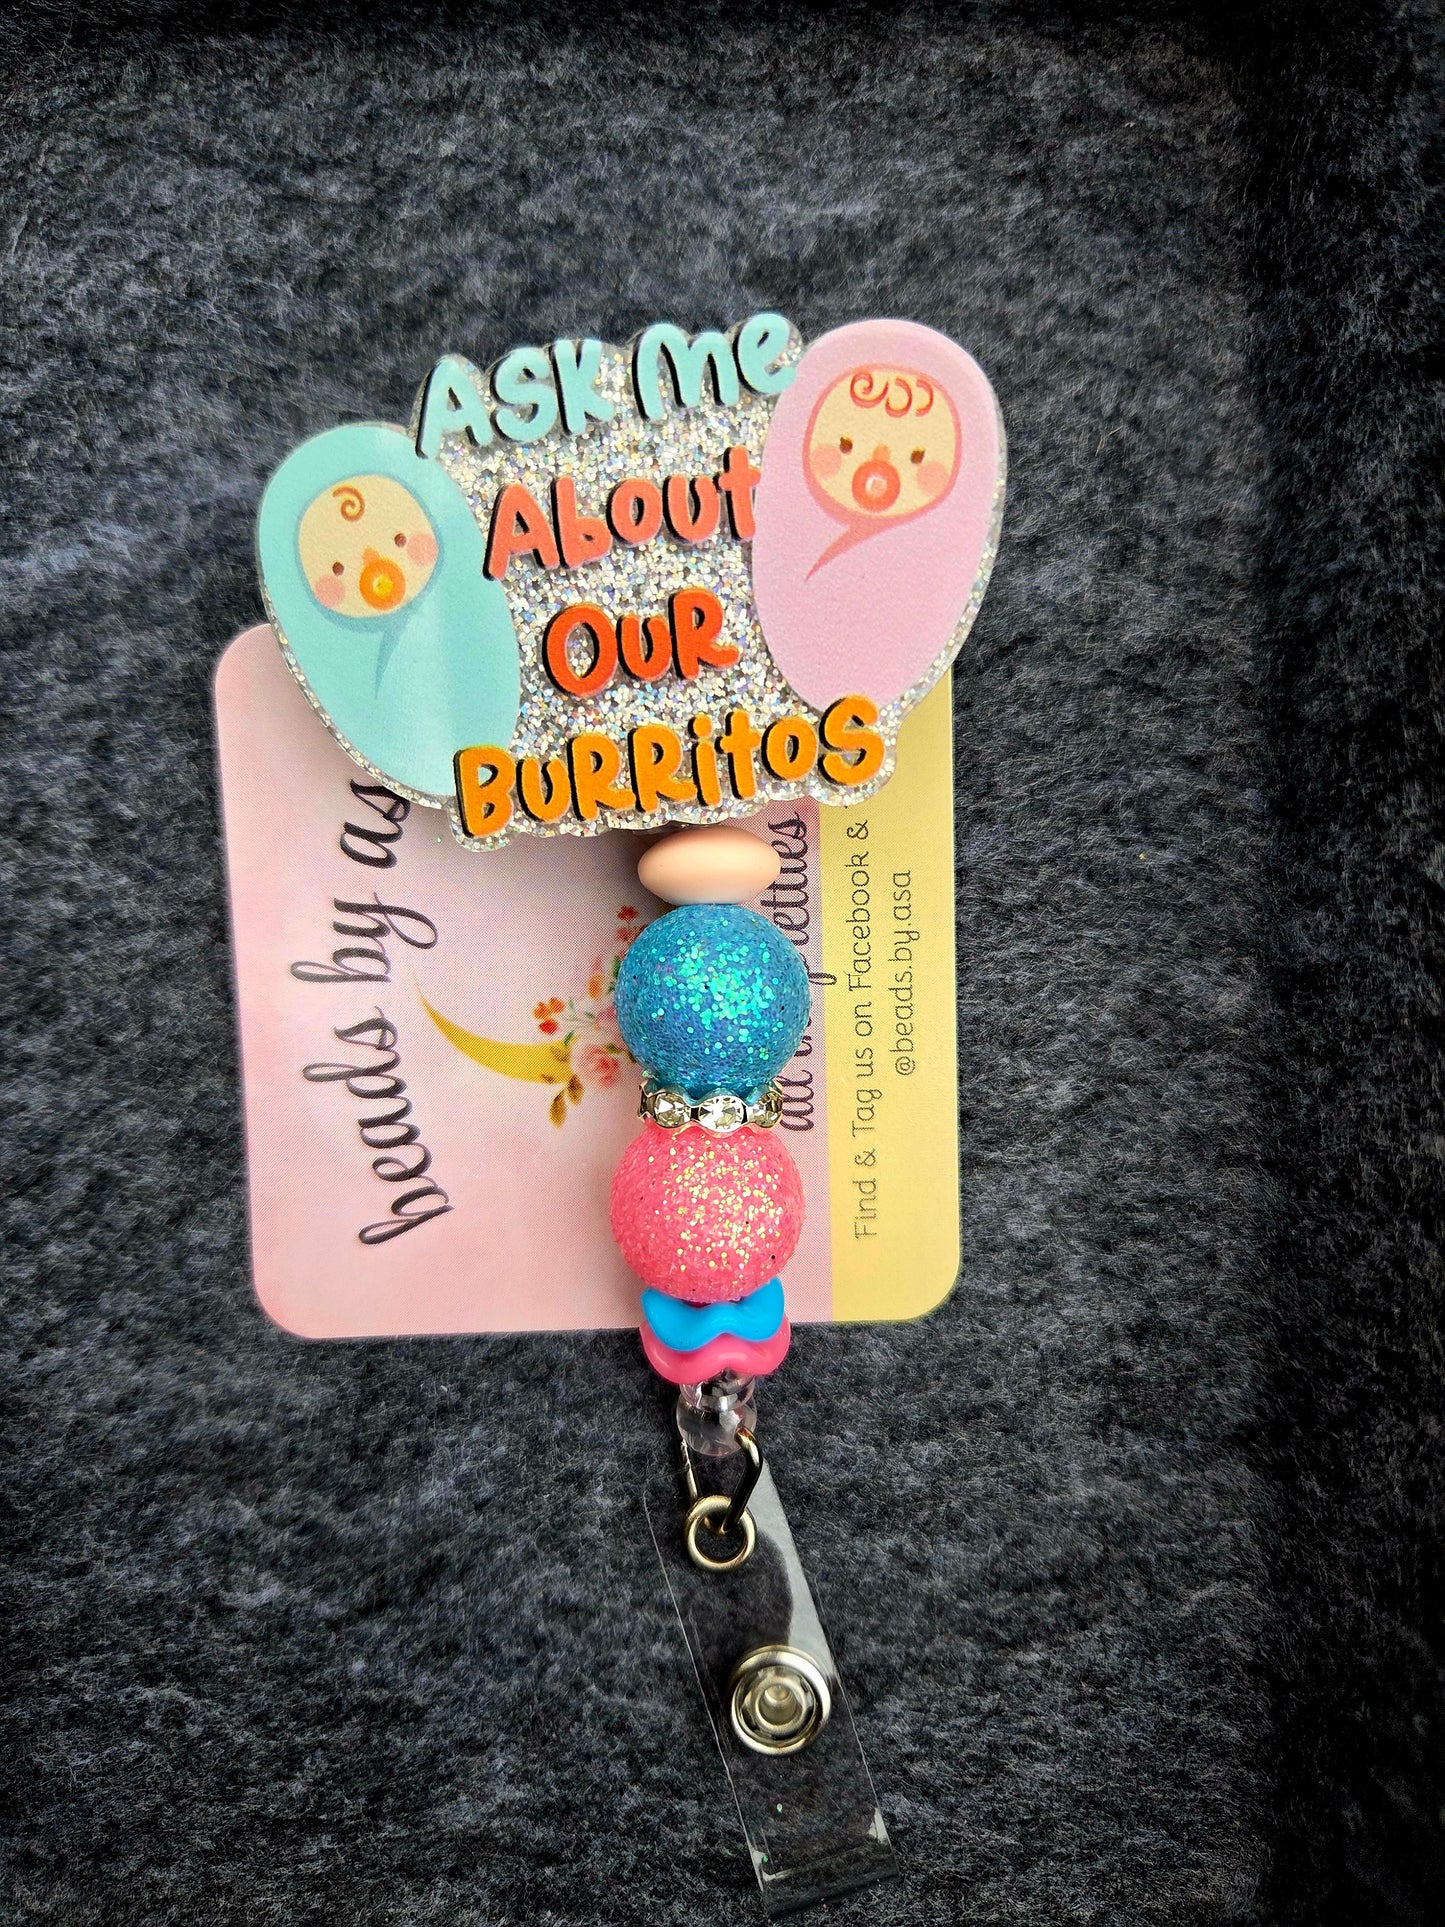 ASK Me
About
OuR
BuRRitoS
beads by as
Find & Tag us on Facebook &
@beads.by.asa